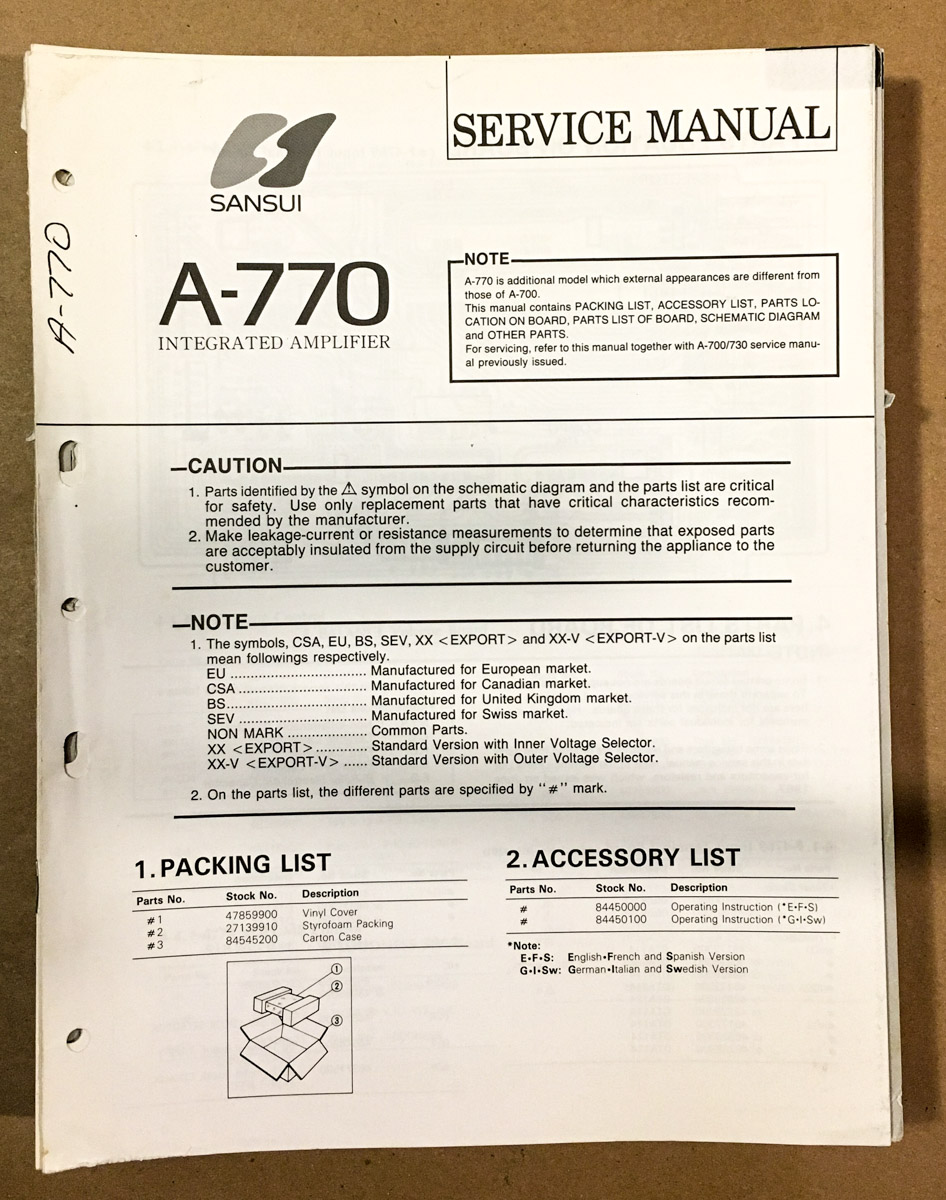 SERVICE MANUAL
SANSUI
A-770
A-770
INTEGRATED AMPLIFIER
NOTE
A-770 is additional model which external appearances are different from
those of A-700.
This manual contains PACKING LIST, ACCESSORY LIST, PARTS LO-
CATION ON BOARD, PARTS LIST OF BOARD, SCHEMATIC DIAGRAM
and OTHER PARTS.
For servicing, refer to this manual together with A-700/730 service manu-
al previously issued.
CAUTION
1. Parts identified by the ⚠ symbol on the schematic diagram and the parts list are critical
for safety. Use only replacement parts that have critical characteristics recom-
mended by the manufacturer.
2. Make leakage-current or resistance measurements to determine that exposed parts
are acceptably insulated from the supply circuit before returning the appliance to the
customer.
NOTE
1. The symbols, CSA, EU, BS, SEV, XX <EXPORT> and XX-V <EXPORT-V> on the parts list
mean followings respectively.
EU .................................. Manufactured for European market.
CSA ................................ Manufactured for Canadian market.
BS................................... Manufactured for United Kingdom market.
SEV ................................ Manufactured for Swiss market.
NON MARK .................... Common Parts.
XX <EXPORT> ............. Standard Version with Inner Voltage Selector.
XX-V <EXPORT-V> ...... Standard Version with Outer Voltage Selector.
2. On the parts list, the different parts are specified by "#" mark.
1. PACKING LIST
Parts No. Stock No. Description
#1 47859900 Vinyl Cover
#2 27139910 Styrofoam Packing
#3 84545200 Carton Case
①
②
③
2. ACCESSORY LIST
Parts No. Stock No. Description
# 84450000 Operating Instruction (*E•F•S)
# 84450100 Operating Instruction (*G•I•Sw)
*Note:
E•F•S: English•French and Spanish Version
G•I•Sw: German•Italian and Swedish Version